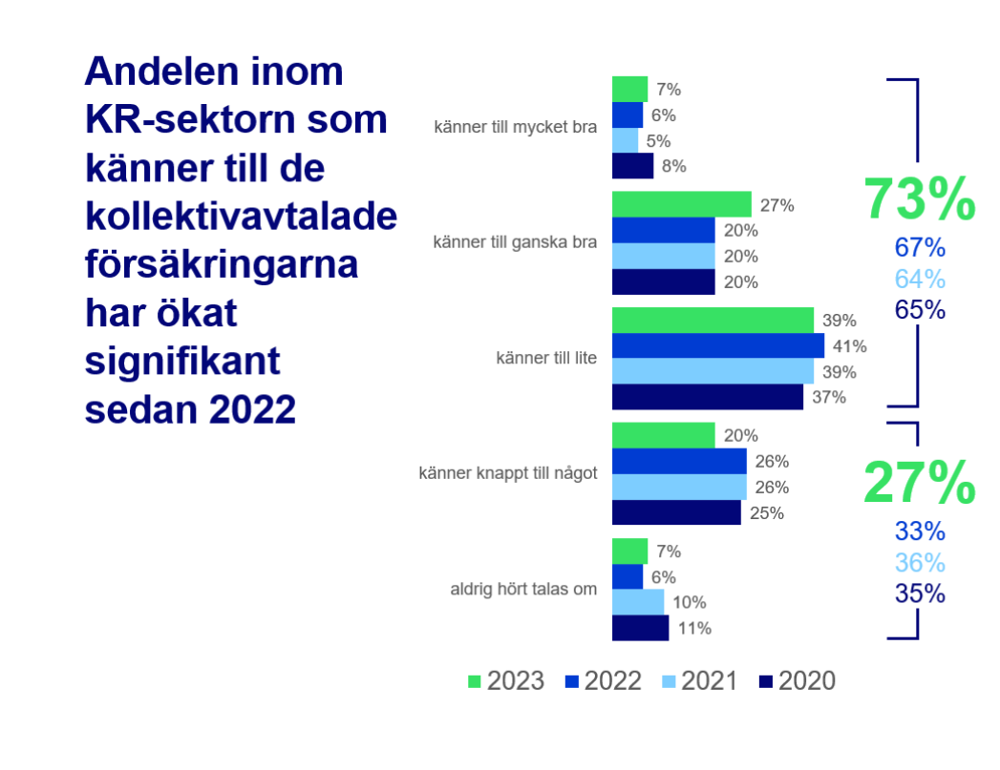 Andelen inom
KR-sektorn som
känner till de
kollektivavtalade
försäkringarna
har ökat
signifikant
sedan 2022
känner till mycket bra
7%
6%
5%
8%
känner till ganska bra
27%
20%
20%
20%
känner till lite
39%
41%
39%
37%
känner knappt till något
20%
26%
26%
25%
aldrig hört talas om
7%
6%
10%
11%
73%
67%
64%
65%
27%
33%
36%
35%
2023 2022 2021 2020